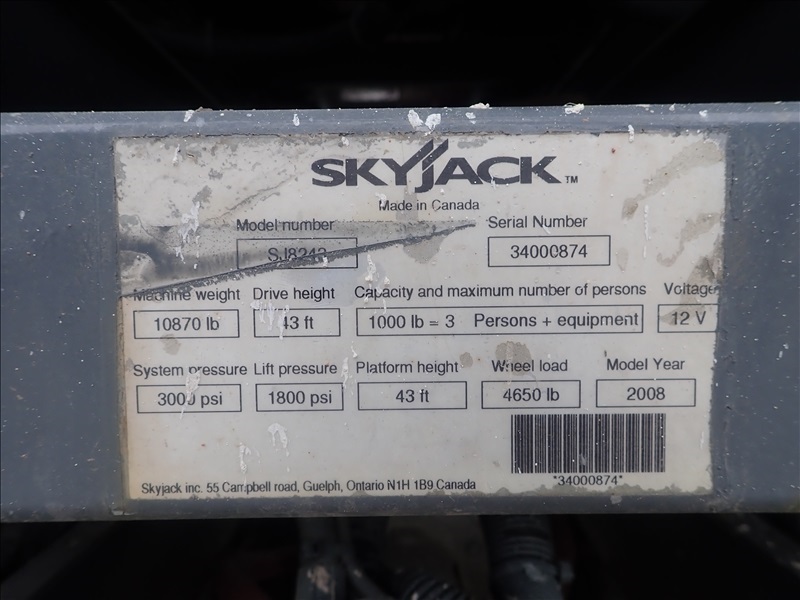 SKYJACK™
Made in Canada
Model number Serial Number
34000874
Machine weight Drive height Capacity and maximum number of persons Voltage
10870 lb 43 ft 1000 lb = 3 Persons + equipment 12 V
System pressure Lift pressure Platform height Wheel load Model Year
3000 psi 1800 psi 43 ft 4650 lb 2008
*34000874*
Skyjack inc. 55 Campbell road, Guelph, Ontario N1H 1B9 Canada